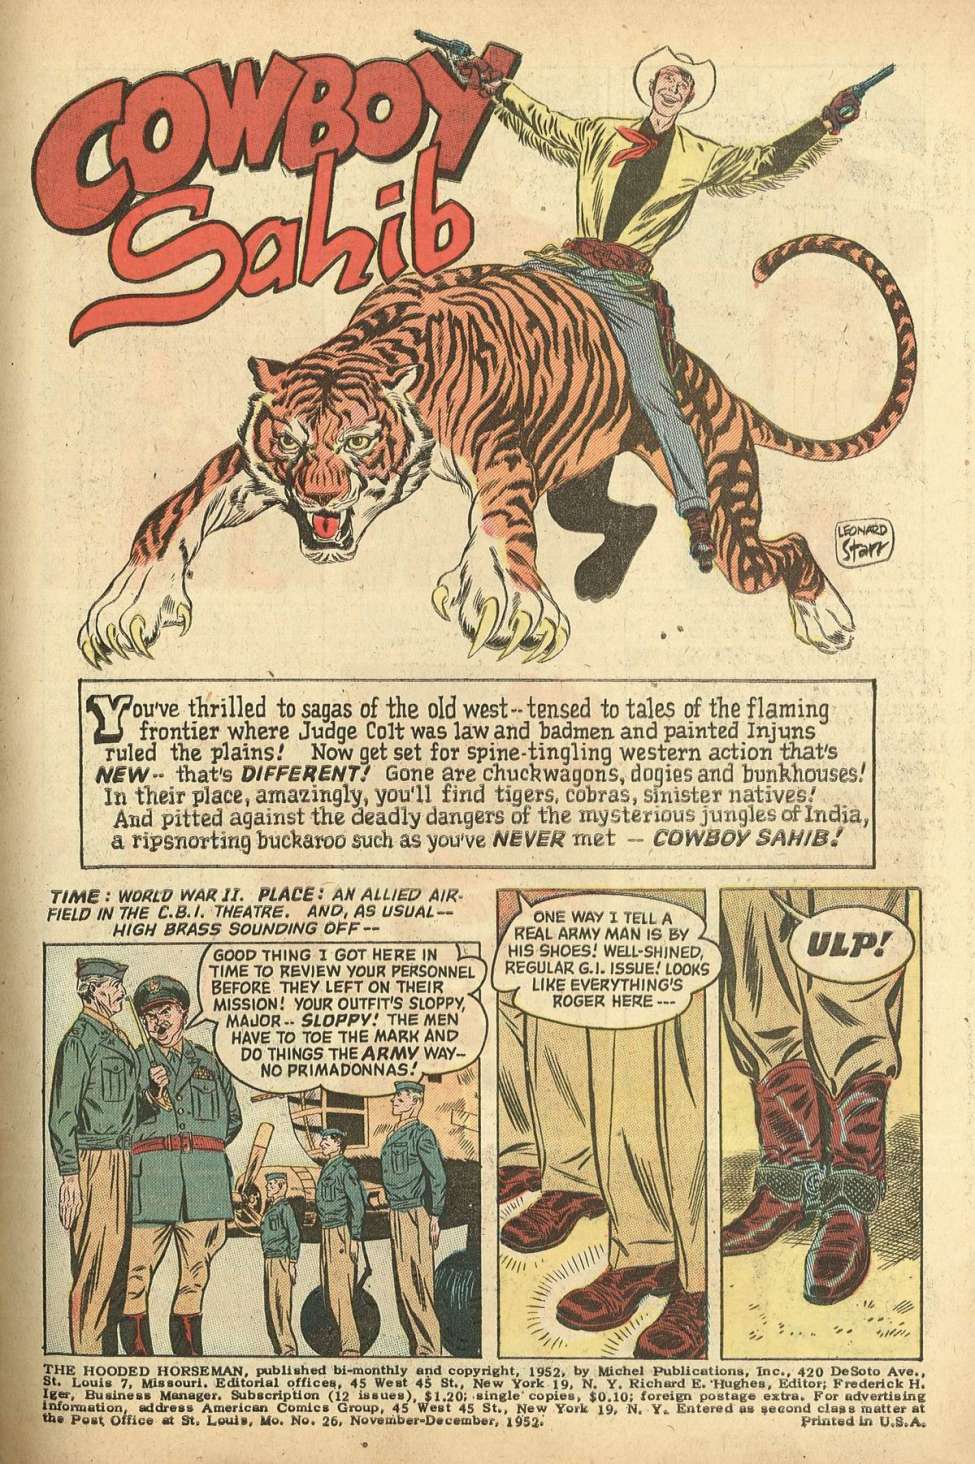 COWBOY
Sahib
LEONARD
Starr
You've thrilled to sagas of the old west--tensed to tales of the flaming
frontier where Judge Colt was law and badmen and painted Injuns
ruled the plains! Now get set for spine-tingling western action that's
NEW-- that's DIFFERENT! Gone are chuckwagons, dogies and bunkhouses!
In their place, amazingly, you'll find tigers, cobras, sinister natives!
And pitted against the deadly dangers of the mysterious jungles of India,
a ripsnorting buckaroo such as you've NEVER met -- COWBOY SAHIB!
TIME: WORLD WAR II. PLACE: AN ALLIED AIR-
FIELD IN THE C.B.I. THEATRE. AND, AS USUAL--
HIGH BRASS SOUNDING OFF--
GOOD THING I GOT HERE IN
TIME TO REVIEW YOUR PERSONNEL
BEFORE THEY LEFT ON THEIR
MISSION! YOUR OUTFIT'S SLOPPY,
MAJOR-- SLOPPY! THE MEN
HAVE TO TOE THE MARK AND
DO THINGS THE ARMY WAY--
NO PRIMADONNAS!
ONE WAY I TELL A
REAL ARMY MAN IS BY
HIS SHOES! WELL-SHINED,
REGULAR G.I. ISSUE! LOOKS
LIKE EVERYTHING'S
ROGER HERE---
ULP!
THE HOODED HORSEMAN, published bi-monthly and copyright, 1952, by Michel Publications, Inc., 420 DeSoto Ave.,
St. Louis 7, Missouri. Editorial offices, 45 West 45 St., New York 19, N. Y. Richard E. Hughes, Editor; Frederick H.
Iger, Business Manager. Subscription (12 issues), $1.20; single copies, $0.10; foreign postage extra. For advertising
information, address American Comics Group, 45 West 45 St., New York 19, N. Y. Entered as second class matter at
the Post Office at St. Louis, Mo. No. 26, November-December, 1952. Printed in U.S.A.